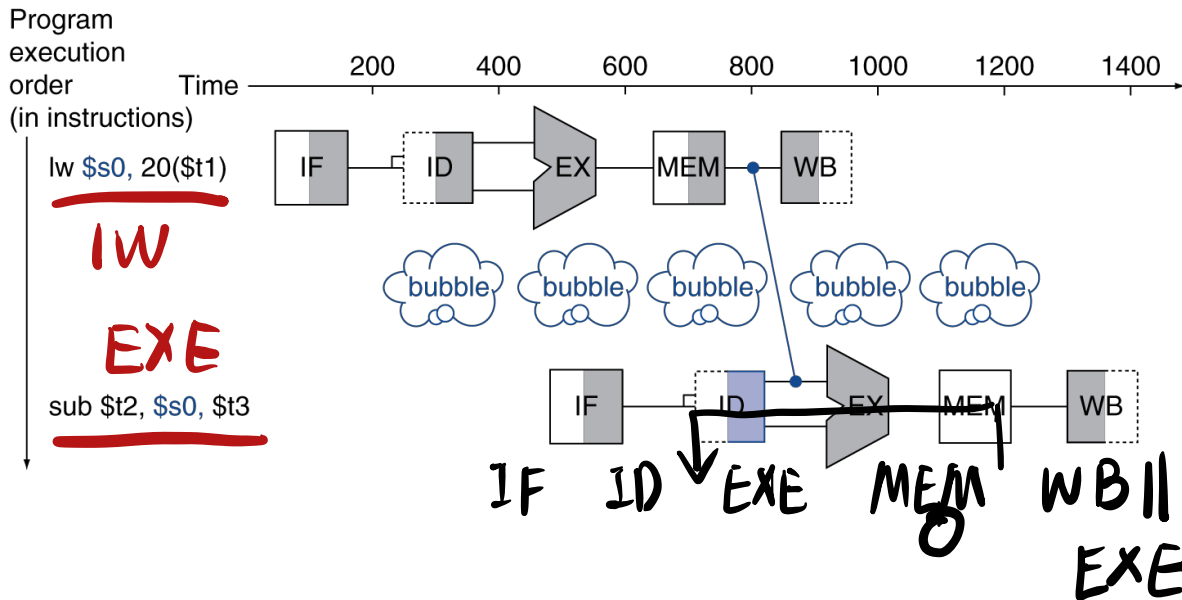 Program
execution
order
(in instructions)
Time
200 400 600 800 1000 1200 1400
lw $s0, 20($t1)
IF ID EX MEM WB
lW
bubble bubble bubble bubble bubble
EXE
sub $t2, $s0, $t3
IF ID EX MEM WB
IF ID EXE MEM WB ||
EXE